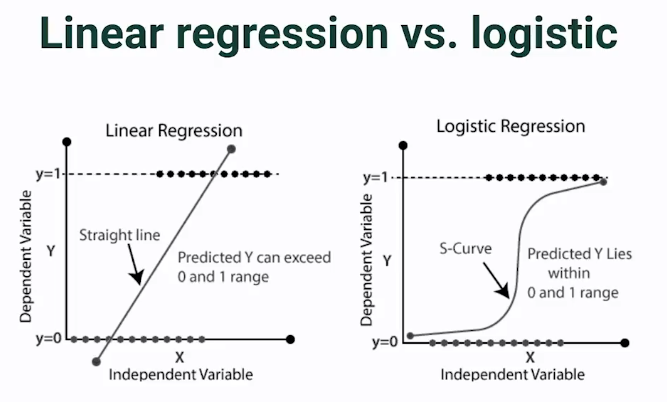 Linear regression vs. logistic
Linear Regression
y=1
Straight line
Predicted Y can exceed
0 and 1 range
Dependent Variable
Y
y=0
X
Independent Variable
Logistic Regression
y=1
S-Curve
Predicted Y Lies
within
0 and 1 range
Dependent Variable
Y
y=0
X
Independent Variable